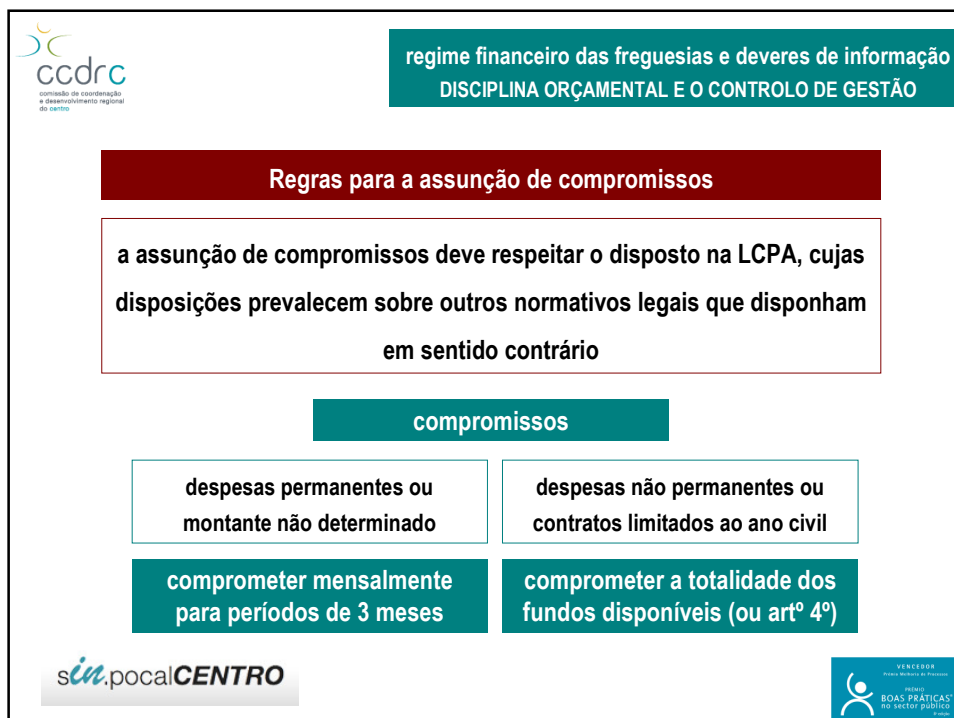 ccdrc
comissão de coordenação
e desenvolvimento regional
do centro
regime financeiro das freguesias e deveres de informação
DISCIPLINA ORÇAMENTAL E O CONTROLO DE GESTÃO
Regras para a assunção de compromissos
a assunção de compromissos deve respeitar o disposto na LCPA, cujas
disposições prevalecem sobre outros normativos legais que disponham
em sentido contrário
compromissos
despesas permanentes ou
montante não determinado
despesas não permanentes ou
contratos limitados ao ano civil
comprometer mensalmente
para períodos de 3 meses
comprometer a totalidade dos
fundos disponíveis (ou artº 4º)
sin.pocalCENTRO
VENCEDOR
Prémio Melhoria de Processos
PRÉMIO
BOAS PRÁTICAS
no sector público